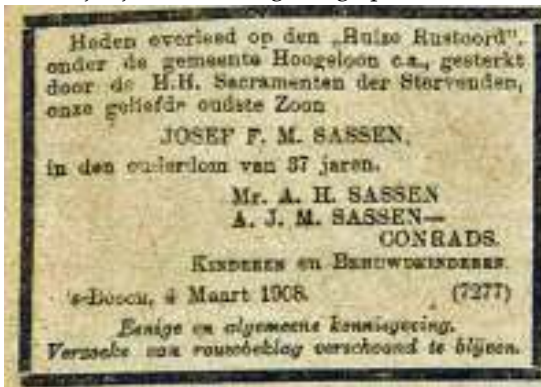 Heden overleed op den „Huize Rustoord",
onder de gemeente Hoogeloon c.a., gesterkt
door de H.H. Sacramenten der Stervenden,
onze geliefde oudste Zoon
JOSEF F. M. SASSEN,
in den ouderdom van 37 jaren.
Mr. A. H. SASSEN
A. J. M. SASSEN—
CONRADS.
KINDEREN en BEHUWDKINDEREN.
's-Bosch, 4 Maart 1908. (7277)
Eenige en algemeene kennisgeving.
Verzoeke van rouwbeklag verschoond te blijven.